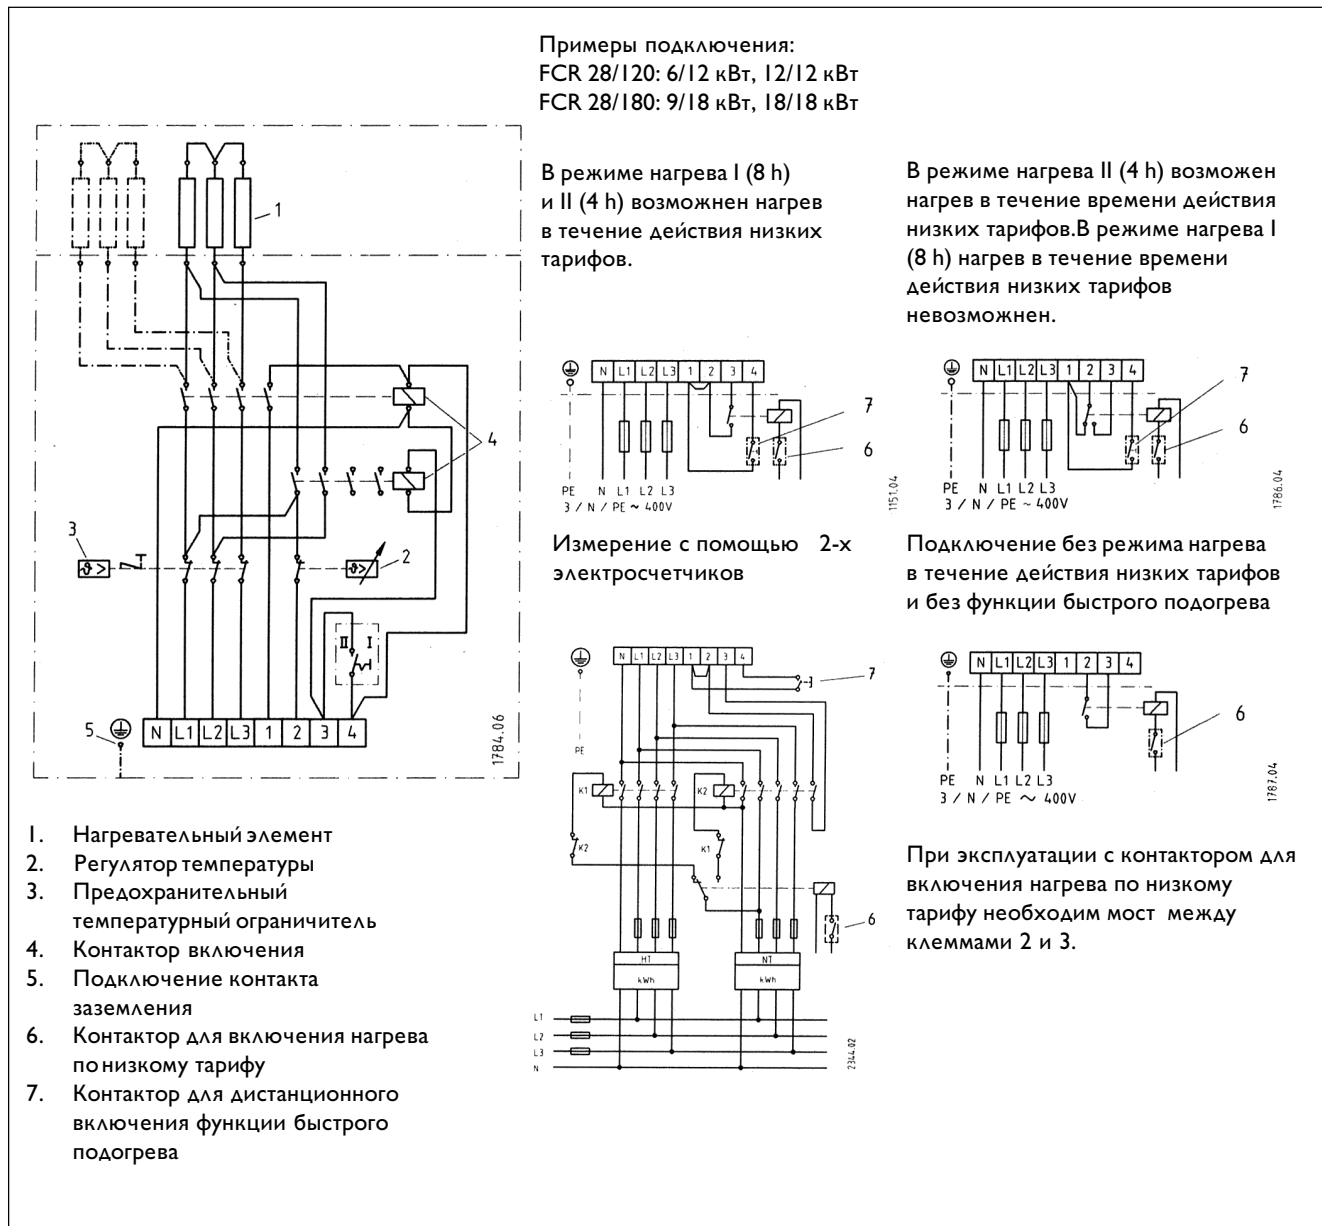 Примеры подключения:
FCR 28/120: 6/12 кВт, 12/12 кВт
FCR 28/180: 9/18 кВт, 18/18 кВт
1
4
3
2
II I
5
N L1 L2 L3 1 2 3 4
1784.06
1. Нагревательный элемент
2. Регулятор температуры
3. Предохранительный
температурный ограничитель
4. Контактор включения
5. Подключение контакта
заземления
6. Контактор для включения нагрева
по низкому тарифу
7. Контактор для дистанционного
включения функции быстрого
подогрева
В режиме нагрева I (8 h)
и II (4 h) возможнен нагрев
в течение действия низких
тарифов.
N L1 L2 L3 1 2 3 4
7
6
PE N L1 L2 L3
3 / N / PE ~ 400V
1151.04
Измерение с помощью 2-х
электросчетчиков
N L1 L2 L3 1 2 3 4
7
PE
K1 K2
K2 K1
6
HT NT
kWh kWh
L1
L2
L3
N
2344.02
В режиме нагрева II (4 h) возможен
нагрев в течение времени действия
низких тарифов.В режиме нагрева I
(8 h) нагрев в течение времени
действия низких тарифов
невозможнен.
N L1 L2 L3 1 2 3 4
7
6
PE N L1 L2 L3
3 / N / PE ~ 400V
1786.04
Подключение без режима нагрева
в течение действия низких тарифов
и без функции быстрого подогрева
N L1 L2 L3 1 2 3 4
6
PE N L1 L2 L3
3 / N / PE ~ 400V
1787.04
При эксплуатации с контактором для
включения нагрева по низкому
тарифу необходим мост между
клеммами 2 и 3.